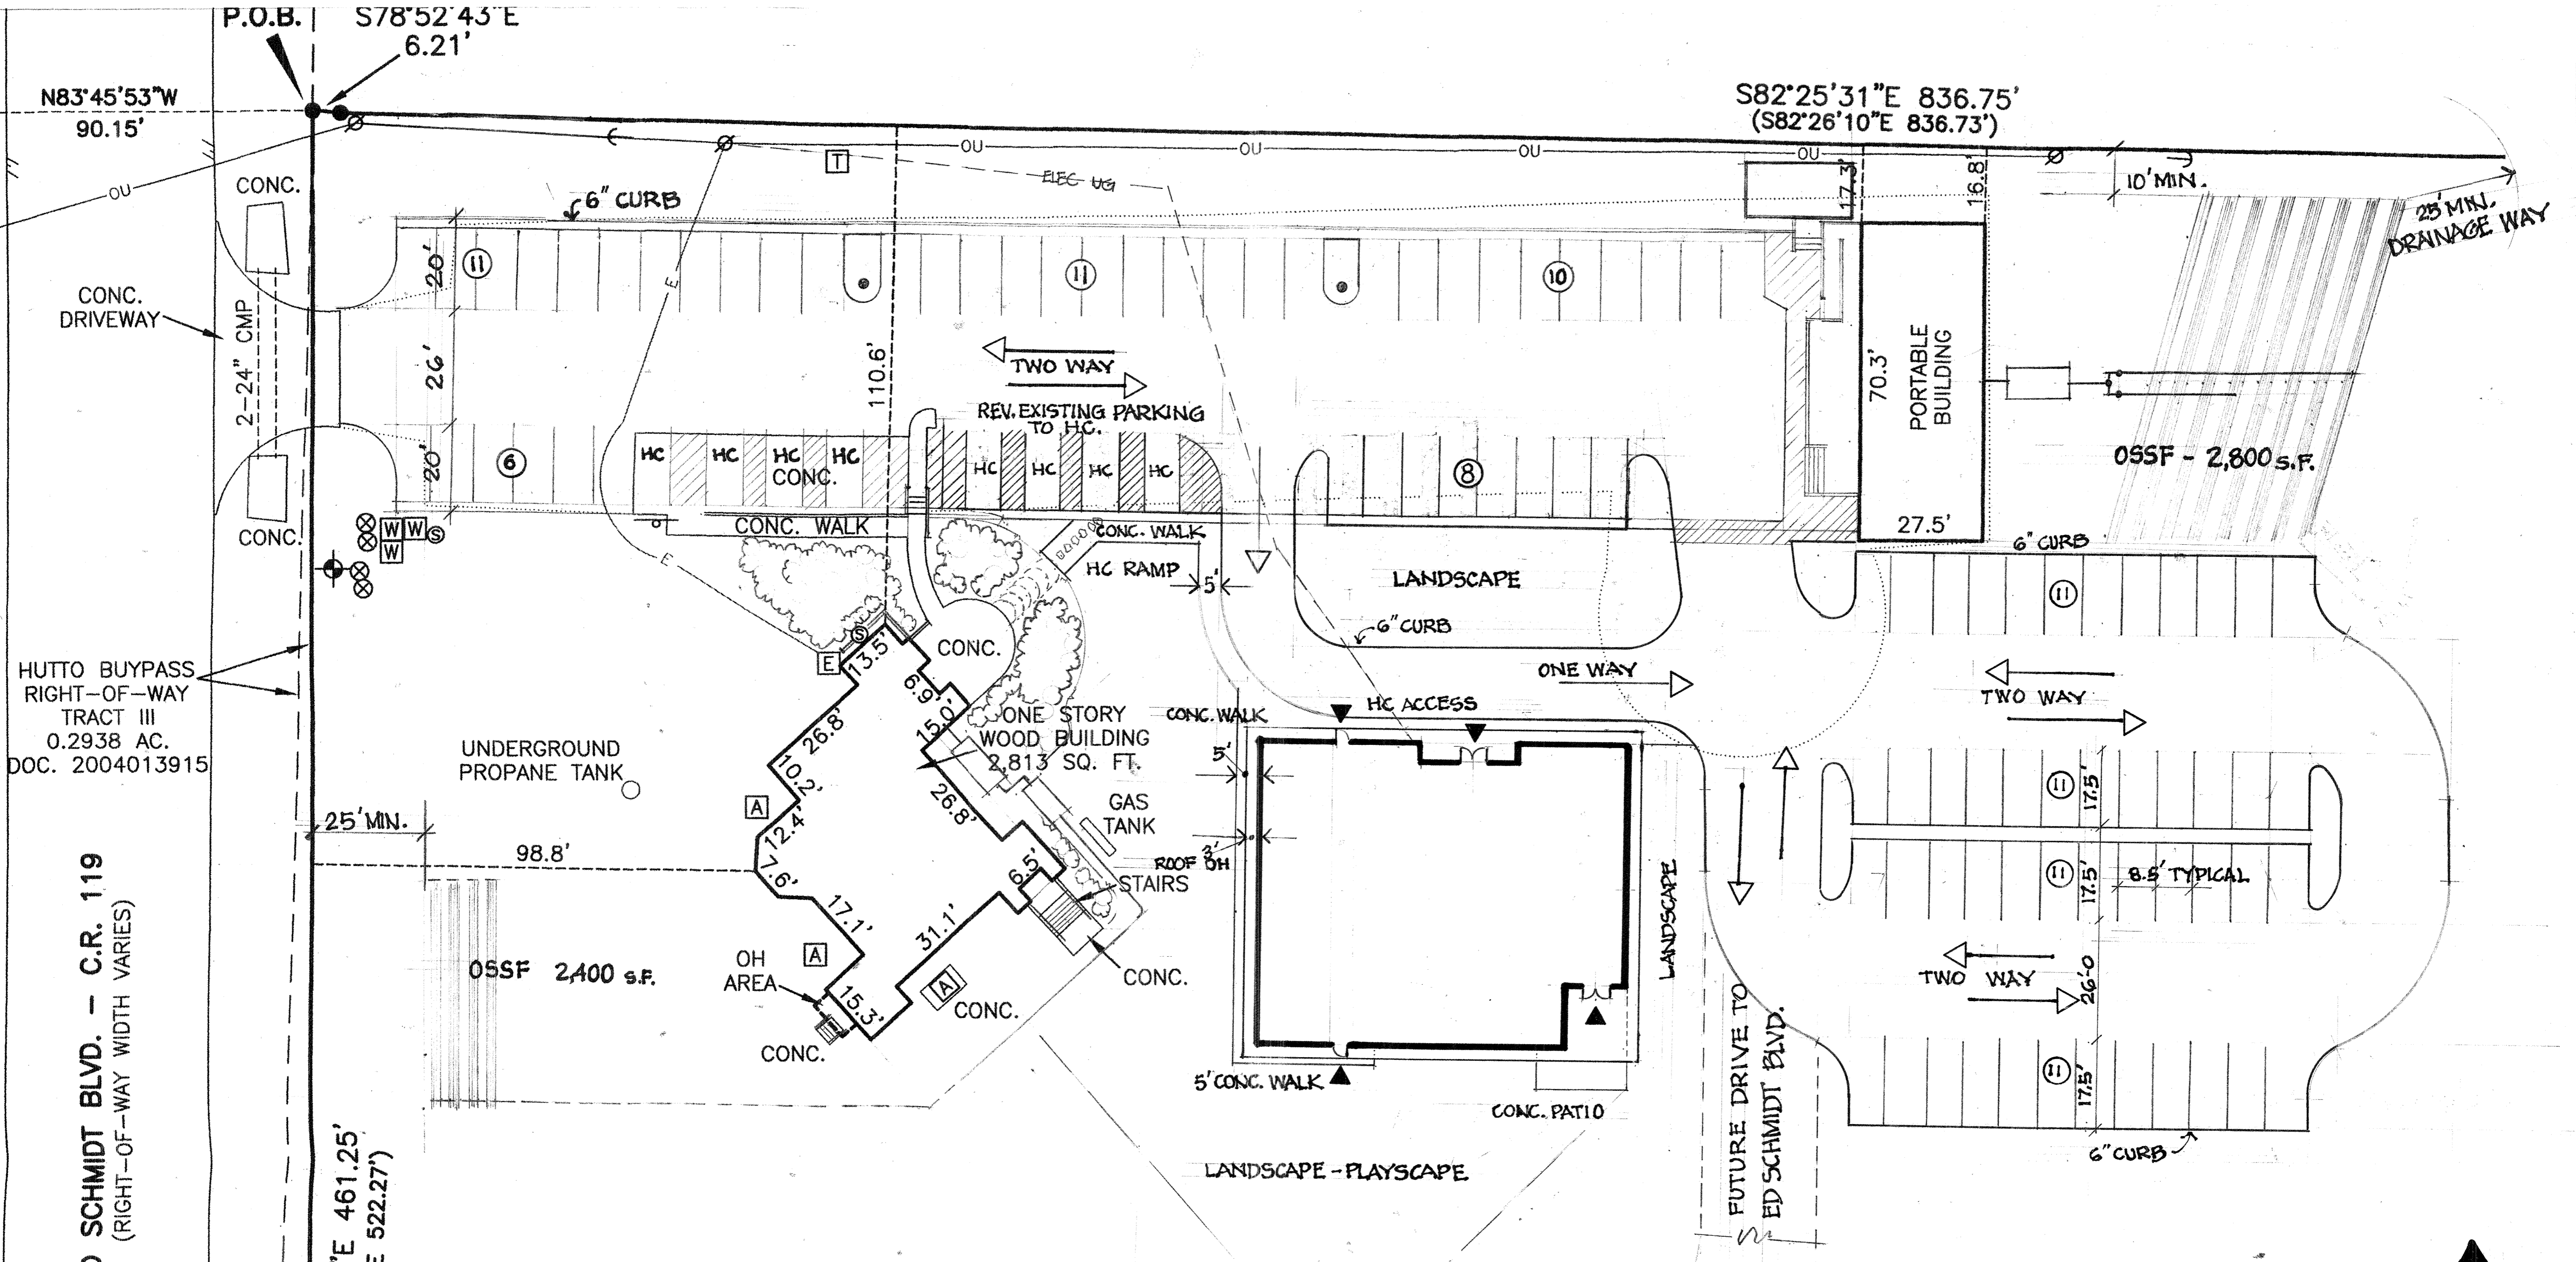 P.O.B.
S78°52'43"E
6.21'
N83°45'53"W
90.15'
S82°25'31"E 836.75'
(S82°26'10"E 836.73')
OU
OU
OU
OU
OU
T
ELEC UG
17.3'
16.8'
10'MIN.
25'MIN.
DRAINAGE WAY
CONC.
6" CURB
20'
11
11
10
E
CONC.
DRIVEWAY
2-24" CMP
26'
110.6'
TWO WAY
REV. EXISTING PARKING
TO H.C.
70.3'
PORTABLE
BUILDING
20'
6
HC
HC
HC
HC
CONC.
HC
HC
HC
HC
8
OSSF - 2,800 S.F.
CONC.
W
W
S
W
CONC. WALK
CONC. WALK
HC RAMP
5'
27.5'
6" CURB
LANDSCAPE
6" CURB
11
E
S
E
13.5'
CONC.
6.9'
15.0'
HUTTO BUYPASS
RIGHT-OF-WAY
TRACT III
0.2938 AC.
DOC. 2004013915
ONE WAY
HC ACCESS
TWO WAY
CONC. WALK
ONE STORY
WOOD BUILDING
2,813 SQ. FT.
UNDERGROUND
PROPANE TANK
26.8'
10.2'
A
12.4'
7.6'
26.8'
GAS
TANK
5'
3'
ROOF OH
11
17.5'
25'MIN.
98.8'
6.5'
STAIRS
11
17.5'
8.5' TYPICAL
17.1'
31.1'
A
OSSF 2,400 S.F.
OH
AREA
15.3'
A
CONC.
CONC.
CONC.
LANDSCAPE
TWO WAY
26'-0
5'CONC. WALK
CONC. PATIO
11
17.5'
6"CURB
FUTURE DRIVE TO
ED SCHMIDT BLVD.
LANDSCAPE-PLAYSCAPE
SCHMIDT BLVD. - C.R. 119
(RIGHT-OF-WAY WIDTH VARIES)
"E 461.25'
E 522.27')